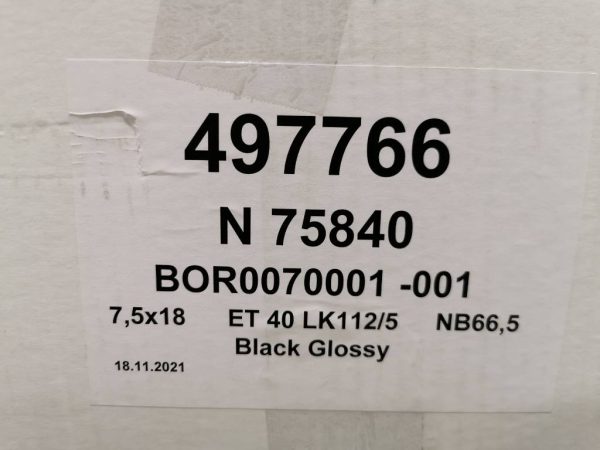 497766
N 75840
BOR0070001 -001
7,5x18 ET 40 LK112/5 NB66,5
Black Glossy
18.11.2021